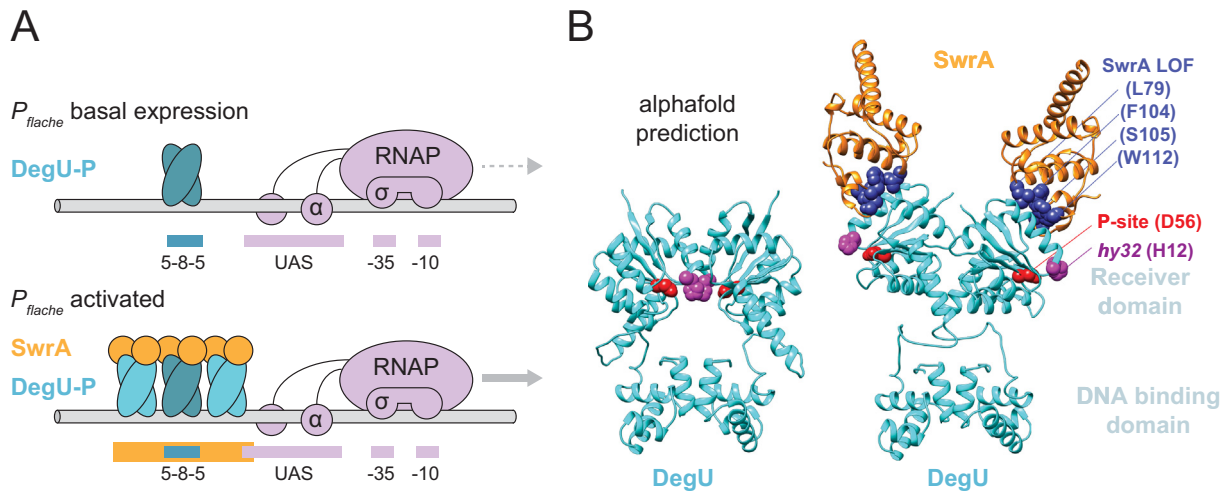 A
P_flache basal expression
DegU-P
RNAP
σ
α
5-8-5
UAS
-35
-10
P_flache activated
SwrA
DegU-P
RNAP
σ
α
5-8-5
UAS
-35
-10
B
alphafold
prediction
SwrA
SwrA LOF
(L79)
(F104)
(S105)
(W112)
P-site (D56)
hy32 (H12)
Receiver
domain
DNA binding
domain
DegU
DegU